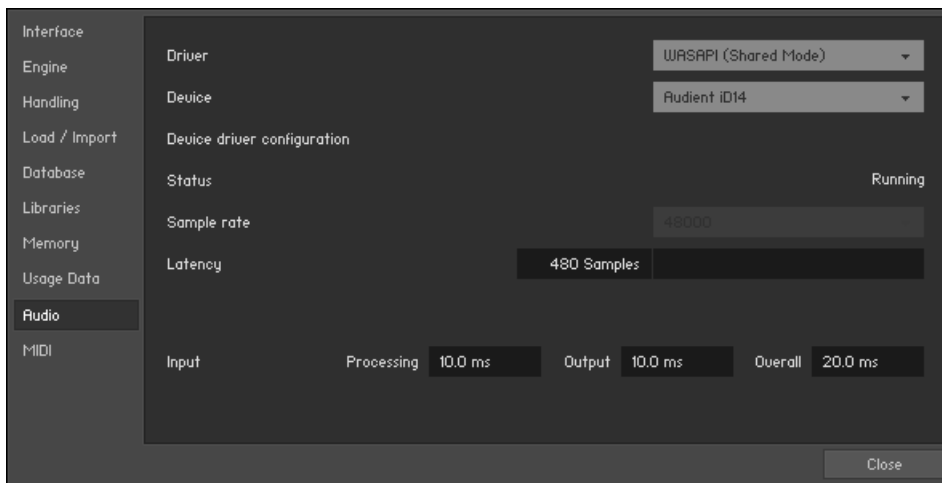 Interface
Engine
Handling
Load / Import
Database
Libraries
Memory
Usage Data
Audio
MIDI
Driver WASAPI (Shared Mode)
Device Audient iD14
Device driver configuration
Status Running
Sample rate 48000
Latency 480 Samples
Input Processing 10.0 ms Output 10.0 ms Overall 20.0 ms
Close